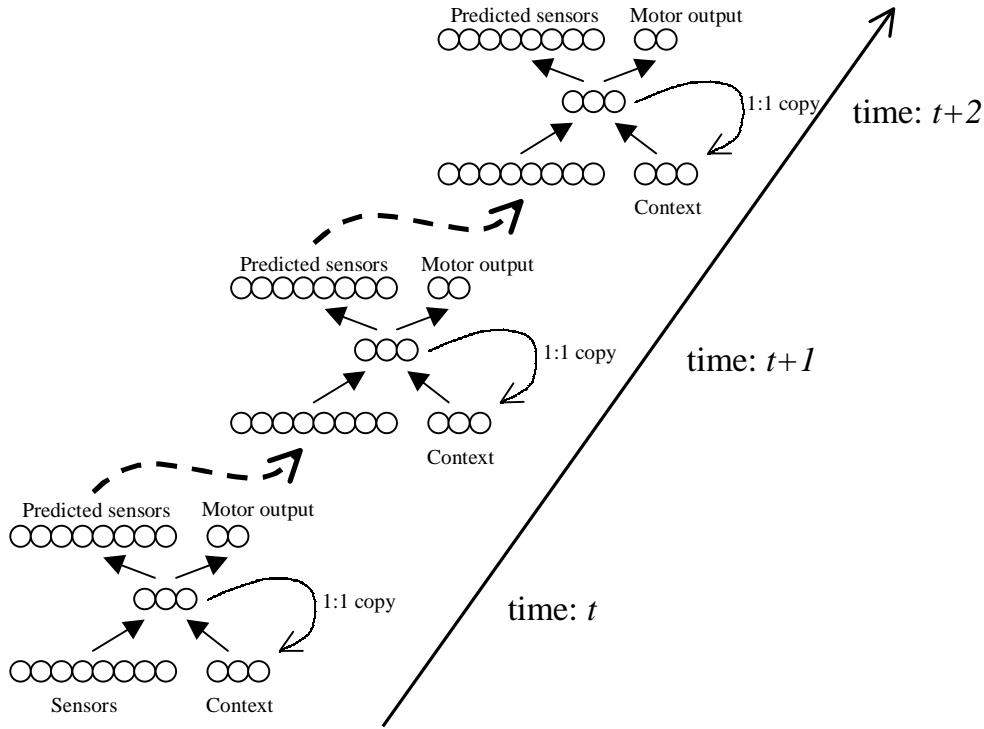 Predicted sensors Motor output
1:1 copy
time: t+2
Context
Predicted sensors Motor output
1:1 copy
time: t+1
Context
Predicted sensors Motor output
1:1 copy
time: t
Sensors Context